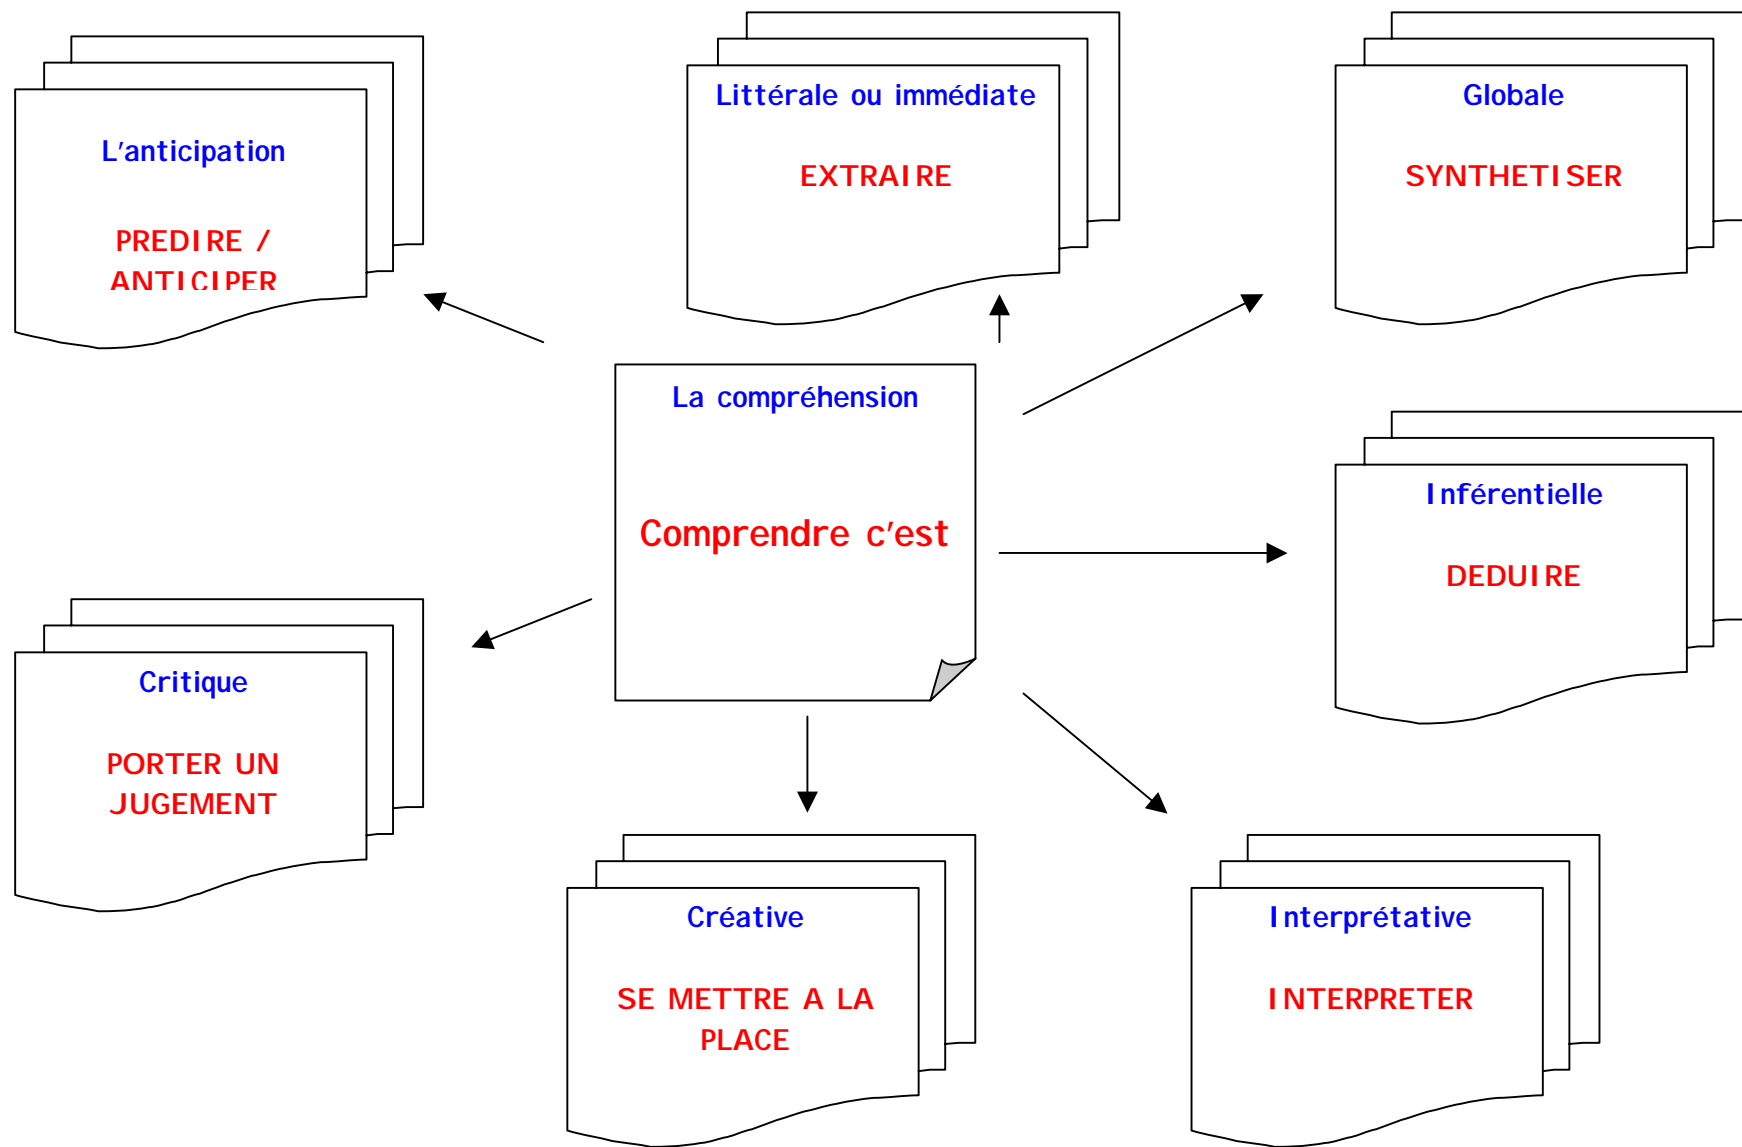 L'anticipation
PREDIRE /
ANTICIPER
Littérale ou immédiate
EXTRAIRE
Globale
SYNTHETISER
La compréhension
Comprendre c'est
Inférentielle
DEDUIRE
Critique
PORTER UN
JUGEMENT
Créative
SE METTRE A LA
PLACE
Interprétative
INTERPRETER